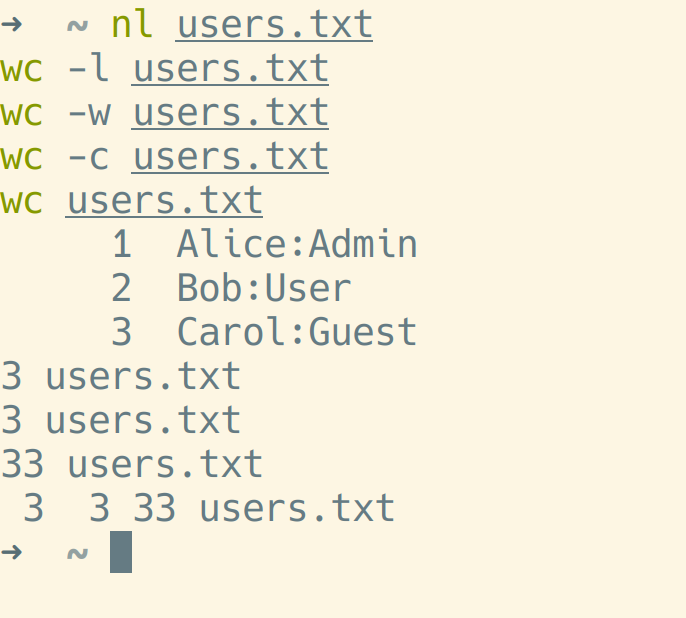 ➜  ~ nl users.txt
wc -l users.txt
wc -w users.txt
wc -c users.txt
wc users.txt
     1  Alice:Admin
     2  Bob:User
     3  Carol:Guest
3 users.txt
3 users.txt
33 users.txt
 3  3 33 users.txt
➜  ~